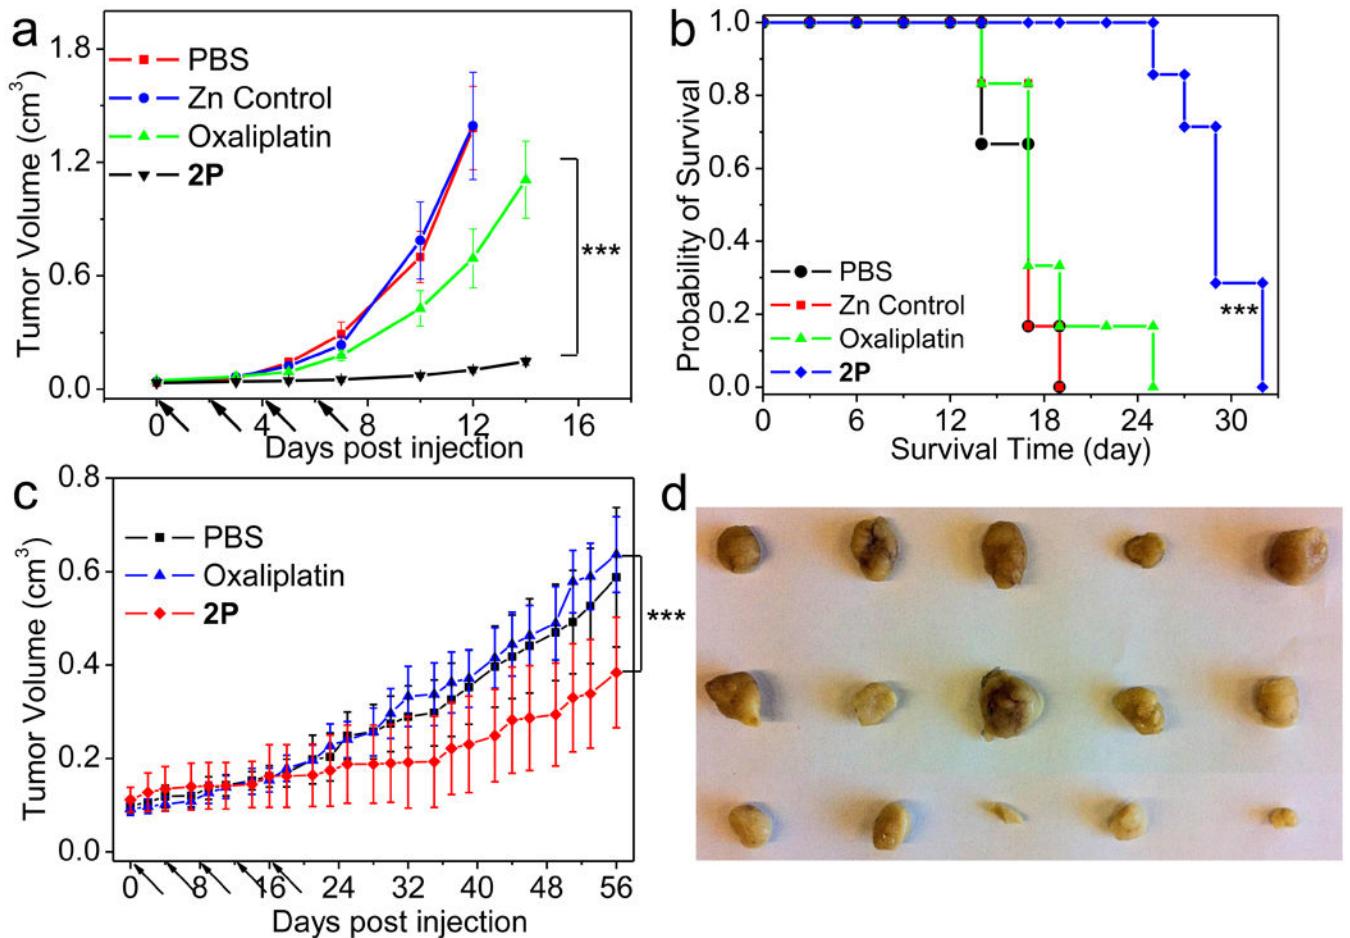 a
1.8
1.2
0.6
0.0
Tumor Volume (cm³)
PBS
Zn Control
Oxaliplatin
2P
***
0 4 8 12 16
Days post injection
b
1.0
0.8
0.6
0.4
0.2
0.0
Probability of Survival
PBS
Zn Control
Oxaliplatin
2P
***
0 6 12 18 24 30
Survival Time (day)
c
0.8
0.6
0.4
0.2
0.0
Tumor Volume (cm³)
PBS
Oxaliplatin
2P
***
0 8 16 24 32 40 48 56
Days post injection
d